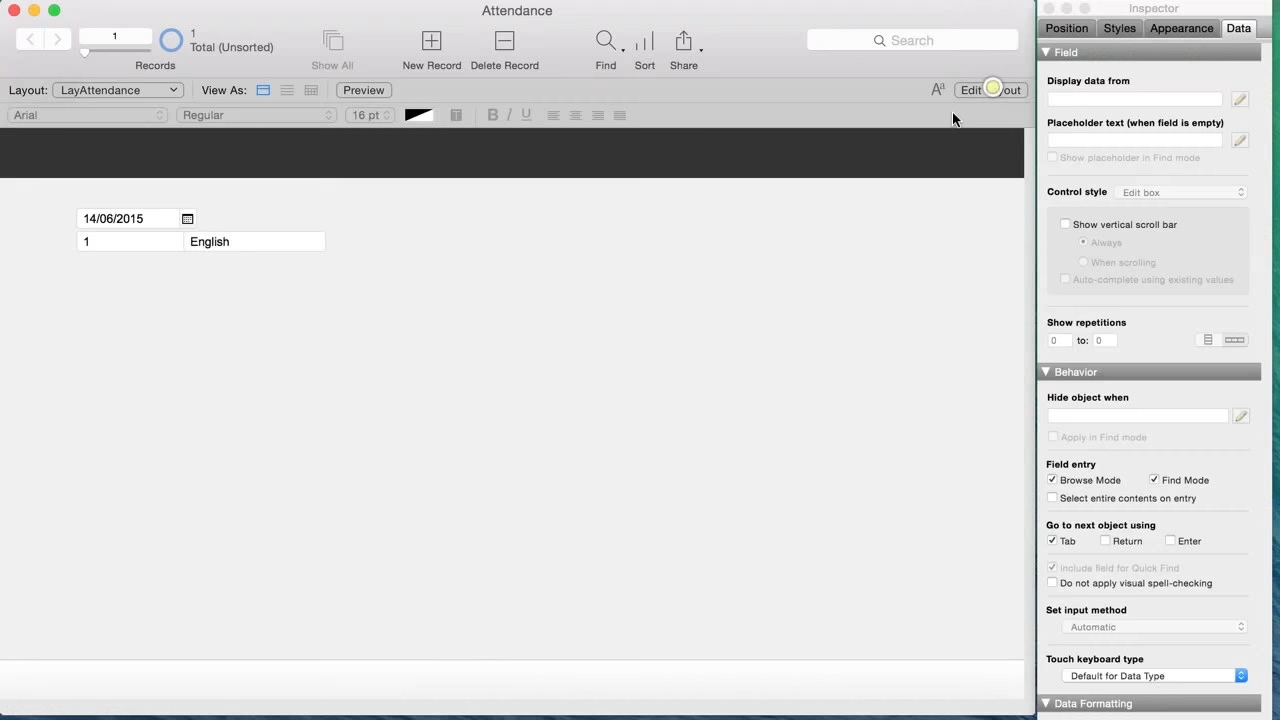 Attendance
1
1
Total (Unsorted)
Records
Show All
New Record
Delete Record
Find
Sort
Share
Search
Layout:
LayAttendance
View As:
Preview
Aa
Edit
out
Arial
Regular
16 pt
T
B I U
14/06/2015
1
English
Inspector
Position
Styles
Appearance
Data
Field
Display data from
Placeholder text (when field is empty)
Show placeholder in Find mode
Control style
Edit box
Show vertical scroll bar
Always
When scrolling
Auto-complete using existing values
Show repetitions
0 to: 0
Behavior
Hide object when
Apply in Find mode
Field entry
Browse Mode
Find Mode
Select entire contents on entry
Go to next object using
Tab
Return
Enter
Include field for Quick Find
Do not apply visual spell-checking
Set input method
Automatic
Touch keyboard type
Default for Data Type
Data Formatting